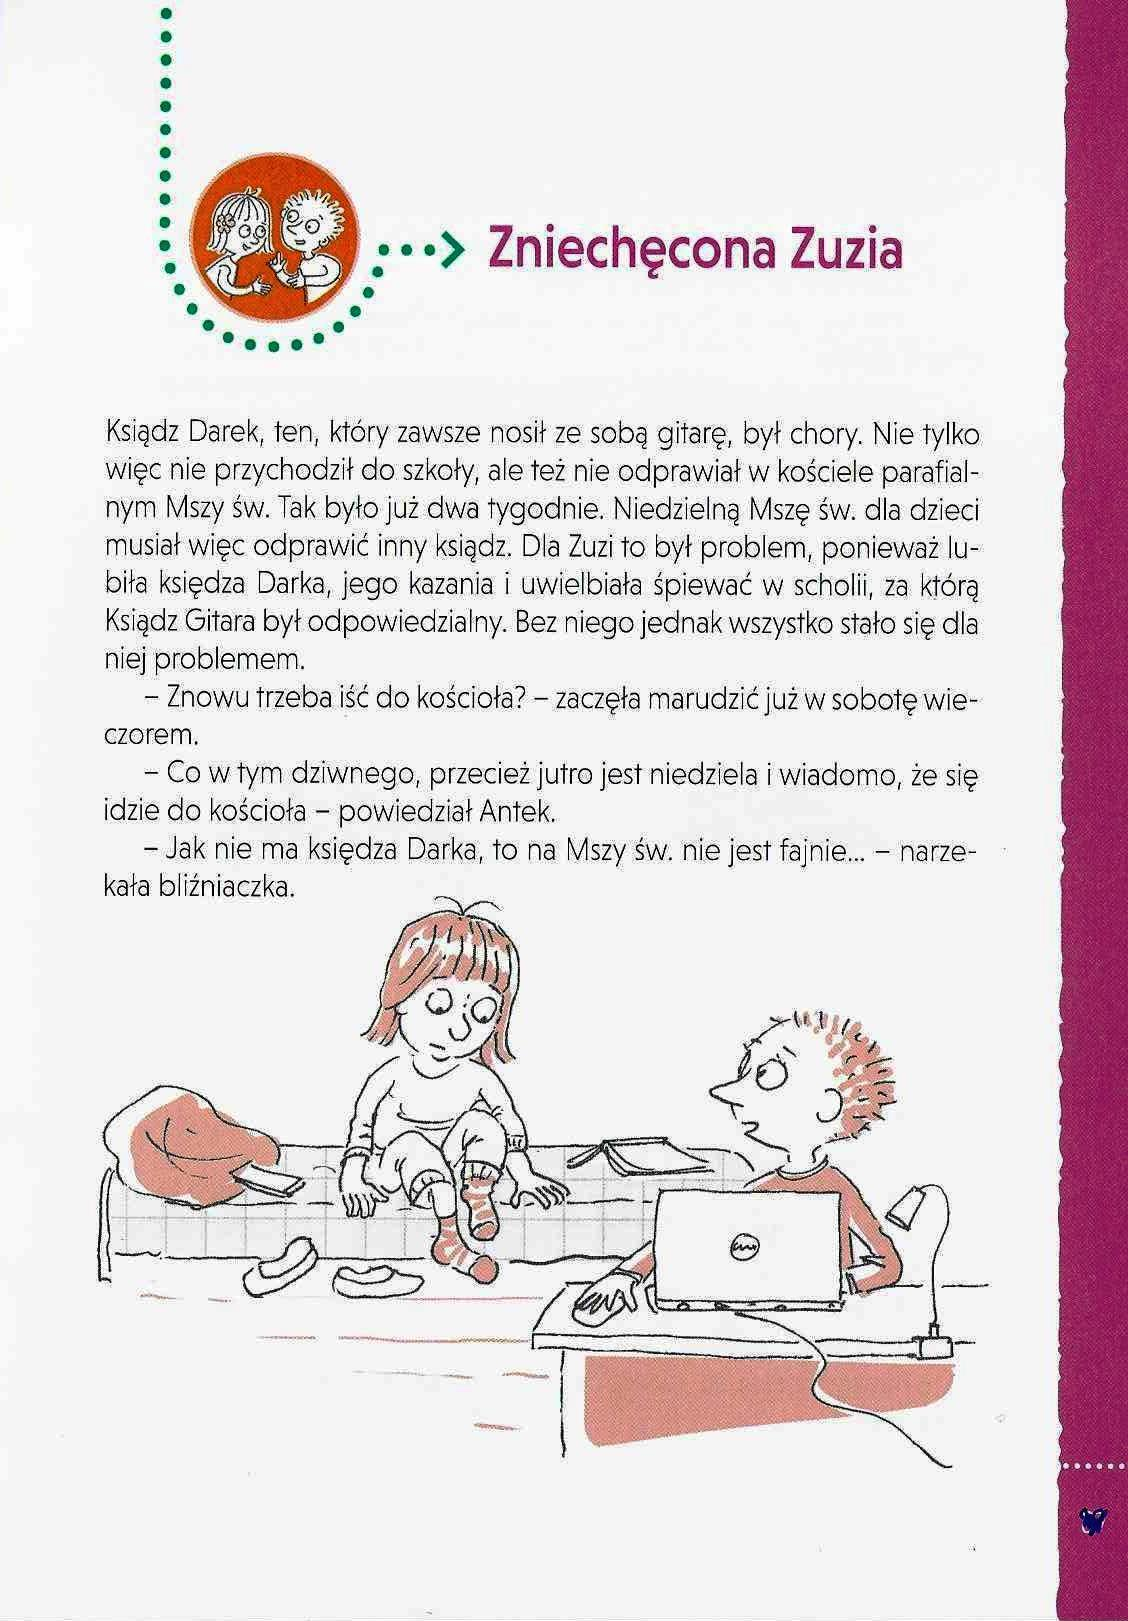 Zniechęcona Zuzia
Ksiądz Darek, ten, który zawsze nosił ze sobą gitarę, był chory. Nie tylko
więc nie przychodził do szkoły, ale też nie odprawiał w kościele parafial-
nym Mszy św. Tak było już dwa tygodnie. Niedzielną Mszę św. dla dzieci
musiał więc odprawić inny ksiądz. Dla Zuzi to był problem, ponieważ lu-
biła księdza Darka, jego kazania i uwielbiała śpiewać w scholii, za którą
Ksiądz Gitara był odpowiedzialny. Bez niego jednak wszystko stało się dla
niej problemem.
– Znowu trzeba iść do kościoła? – zaczęła marudzić już w sobotę wie-
czorem.
– Co w tym dziwnego, przecież jutro jest niedziela i wiadomo, że się
idzie do kościoła – powiedział Antek.
– Jak nie ma księdza Darka, to na Mszy św. nie jest fajnie... – narze-
kała bliźniaczka.